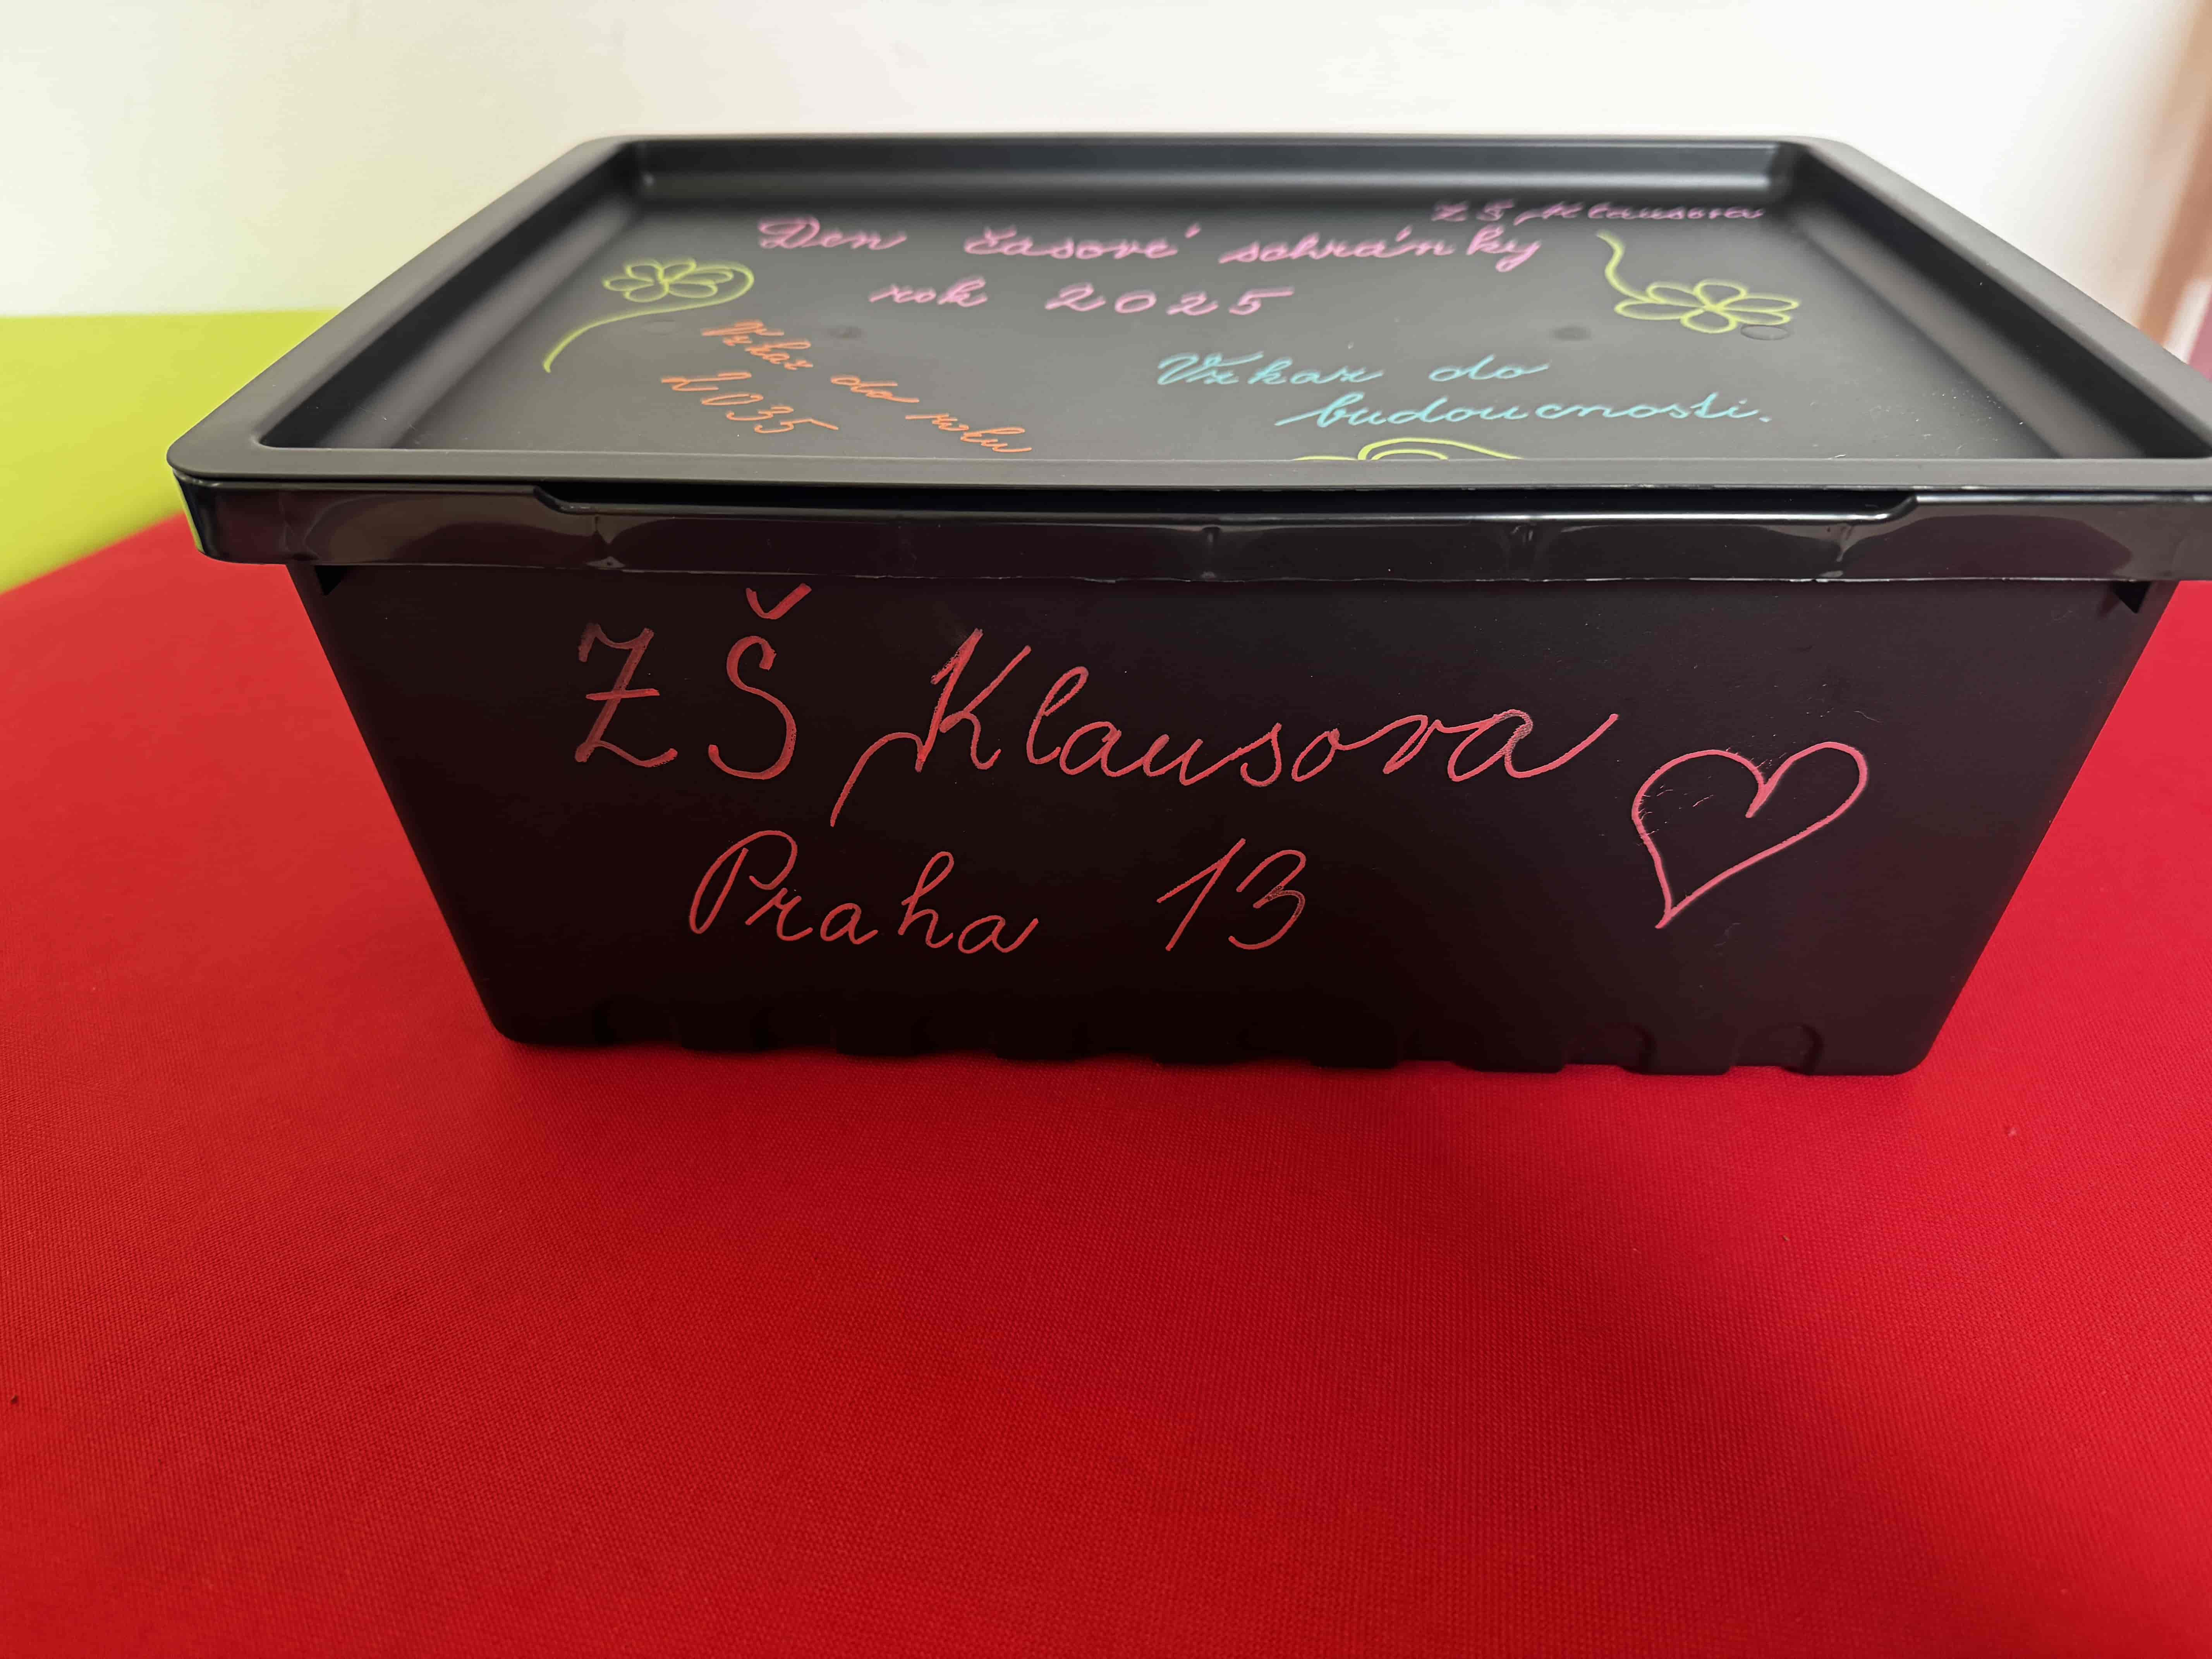 ZŠ Klausova
Den časové schránky
rok 2025
Vzkaz do roku
2035
Vzkaz do
budoucnosti.
ZŠ Klausova
Praha 13